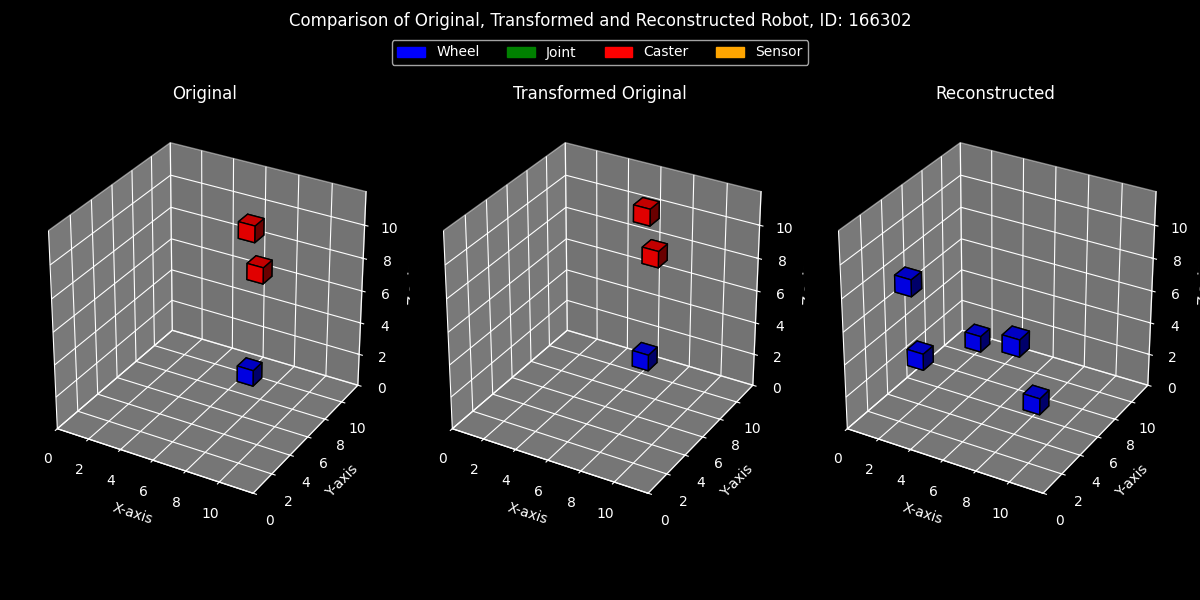 Comparison of Original, Transformed and Reconstructed Robot, ID: 166302
Wheel Joint Caster Sensor
Original Transformed Original Reconstructed
0 2 4 6 8 10
X-axis
0 2 4 6 8 10
Y-axis
0 2 4 6 8 10
0 2 4 6 8 10
X-axis
0 2 4 6 8 10
Y-axis
0 2 4 6 8 10
0 2 4 6 8 10
X-axis
0 2 4 6 8 10
Y-axis
0 2 4 6 8 10